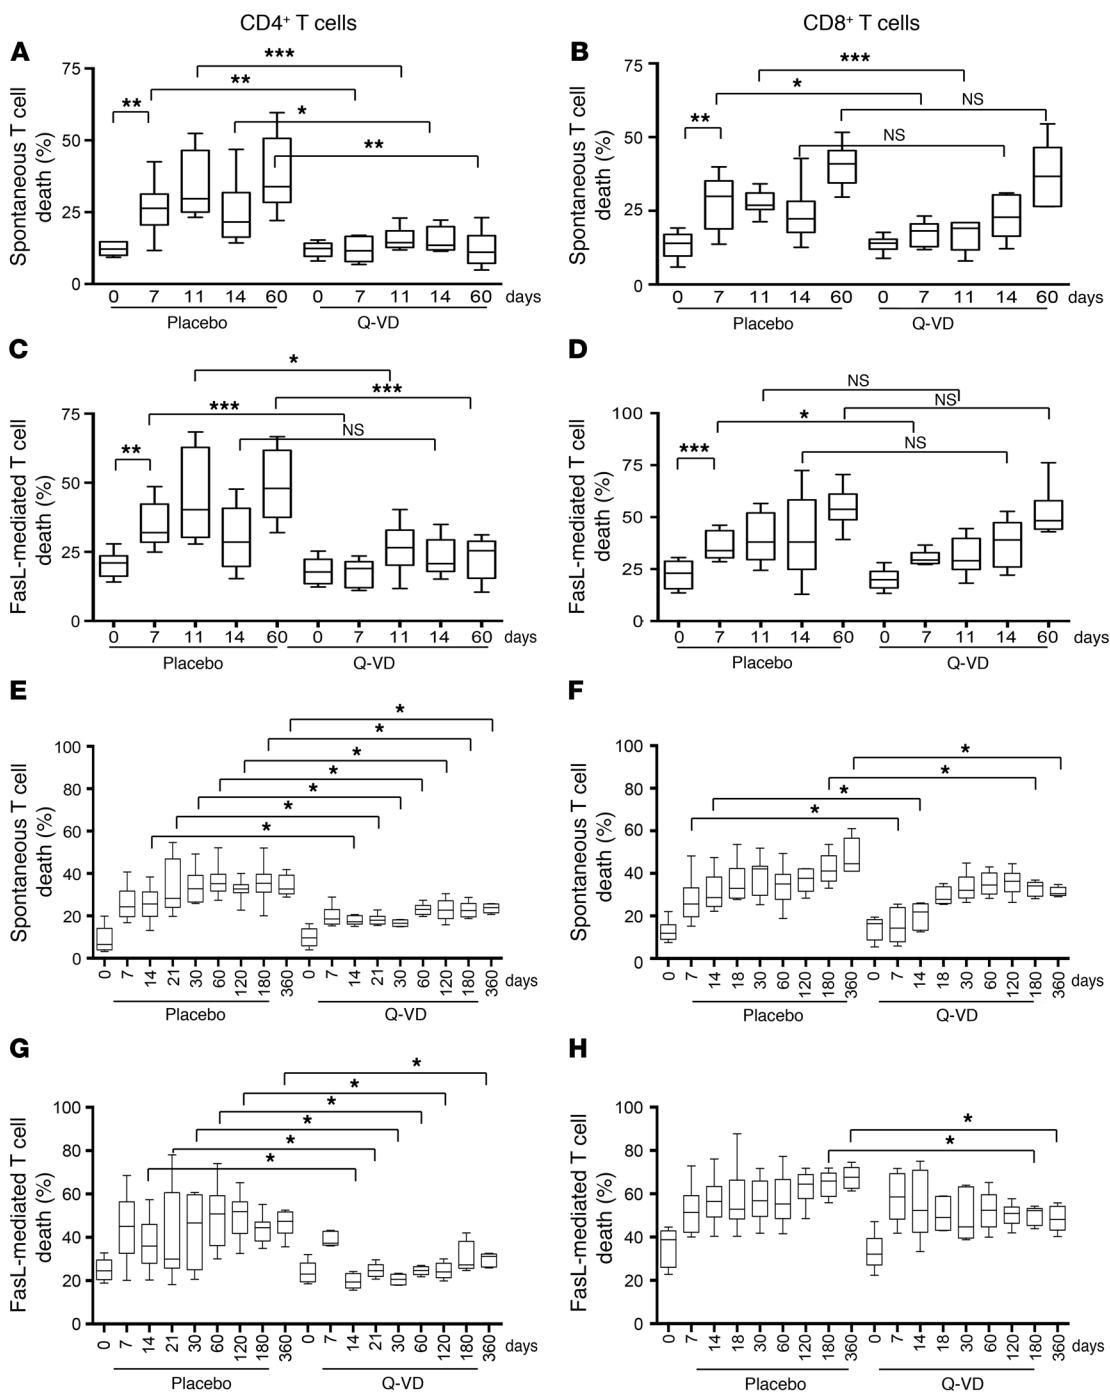 CD4+ T cells
CD8+ T cells
A
Spontaneous T cell
death (%)
75
50
25
0
***
**
**
*
**
0 7 11 14 60 0 7 11 14 60 days
Placebo Q-VD
B
Spontaneous T cell
death (%)
75
50
25
0
***
*
NS
**
NS
0 7 11 14 60 0 7 11 14 60 days
Placebo Q-VD
C
FasL-mediated T cell
death (%)
75
50
25
0
*
***
***
NS
**
0 7 11 14 60 0 7 11 14 60 days
Placebo Q-VD
D
FasL-mediated T cell
death (%)
100
75
50
25
0
NS
NS
*
***
NS
0 7 11 14 60 0 7 11 14 60 days
Placebo Q-VD
E
Spontaneous T cell
death (%)
100
80
60
40
20
0
*
*
*
*
*
*
*
0 7 14 21 30 60 120 180 360 0 7 14 21 30 60 120 180 360 days
Placebo Q-VD
F
Spontaneous T cell
death (%)
100
80
60
40
20
0
*
*
*
*
0 7 14 18 30 60 120 180 360 0 7 14 18 30 60 120 180 360 days
Placebo Q-VD
G
FasL-mediated T cell
death (%)
100
80
60
40
20
0
*
*
*
*
*
*
0 7 14 21 30 60 120 180 360 0 7 14 21 30 60 120 180 360 days
Placebo Q-VD
H
FasL-mediated T cell
death (%)
100
80
60
40
20
0
*
*
0 7 14 18 30 60 120 180 360 0 7 14 18 30 60 120 180 360 days
Placebo Q-VD